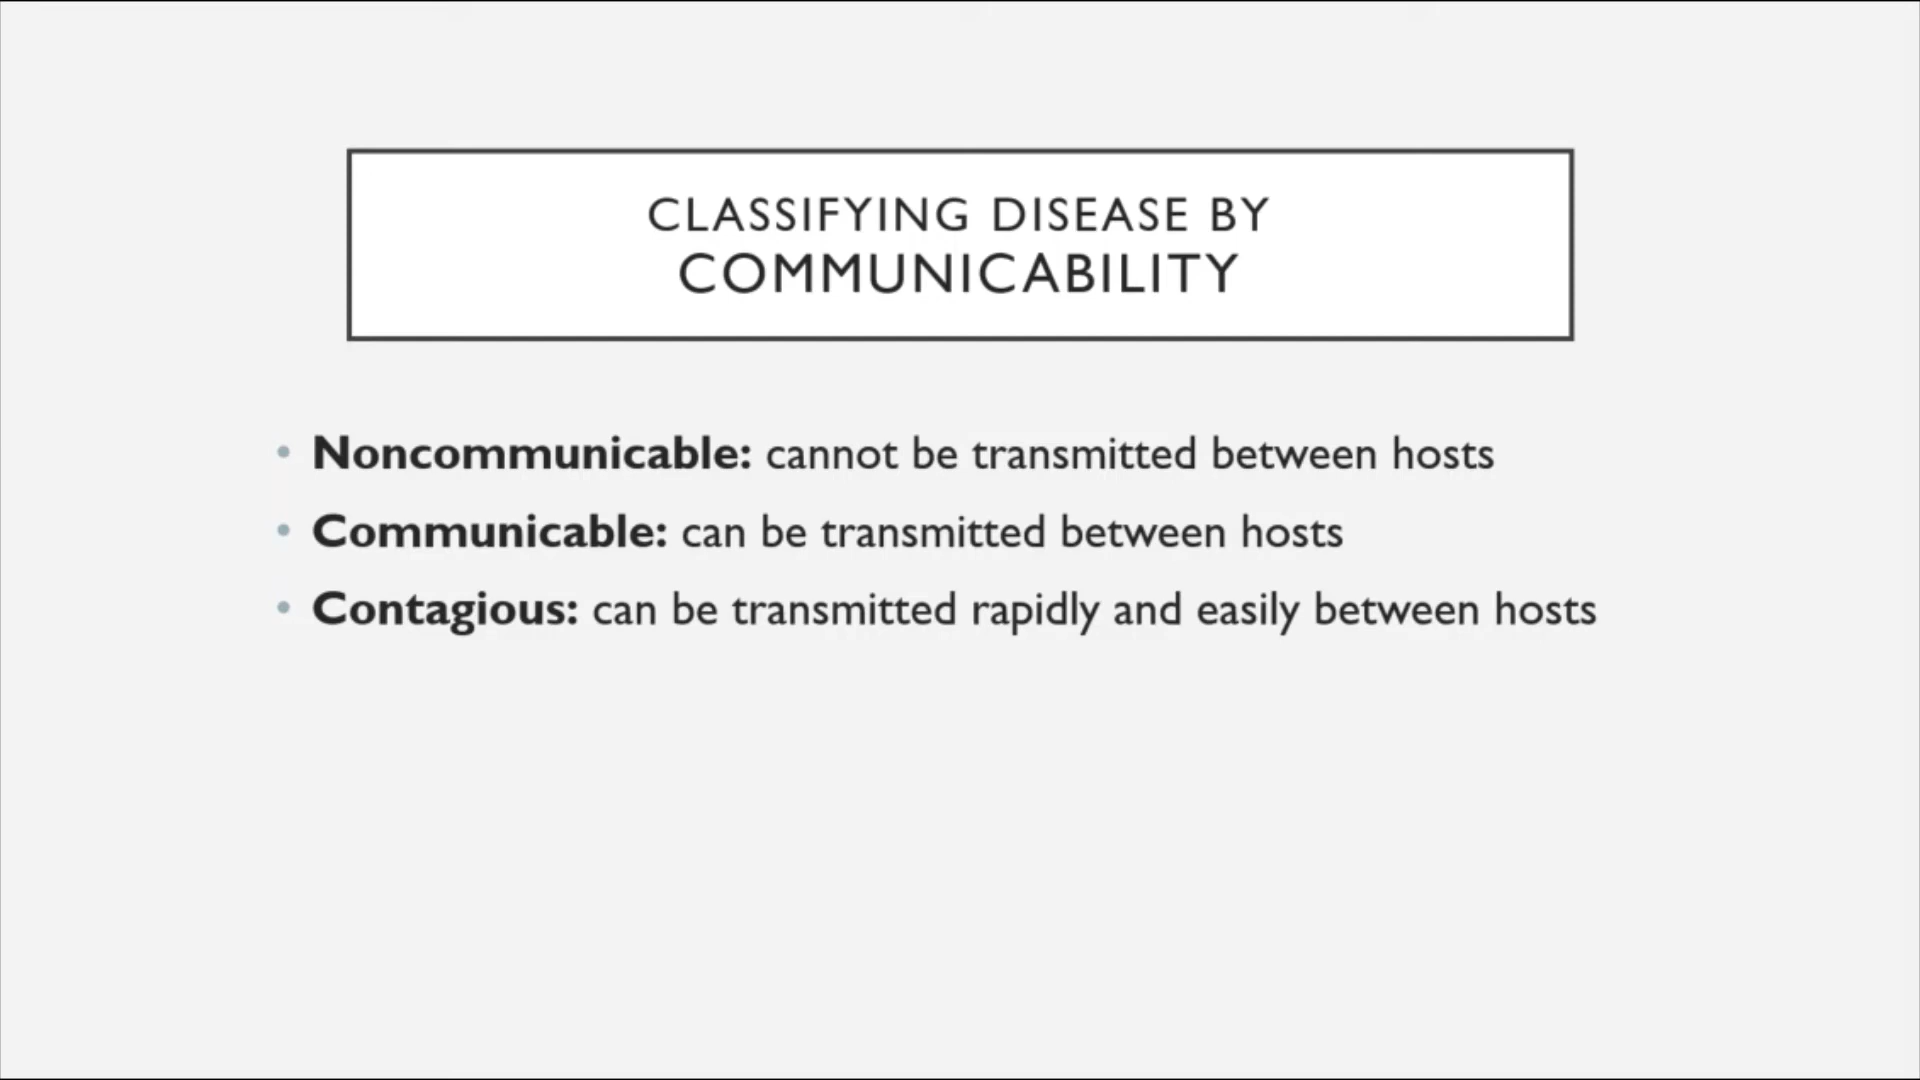 CLASSIFYING DISEASE BY
COMMUNICABILITY
• Noncommunicable: cannot be transmitted between hosts
• Communicable: can be transmitted between hosts
• Contagious: can be transmitted rapidly and easily between hosts